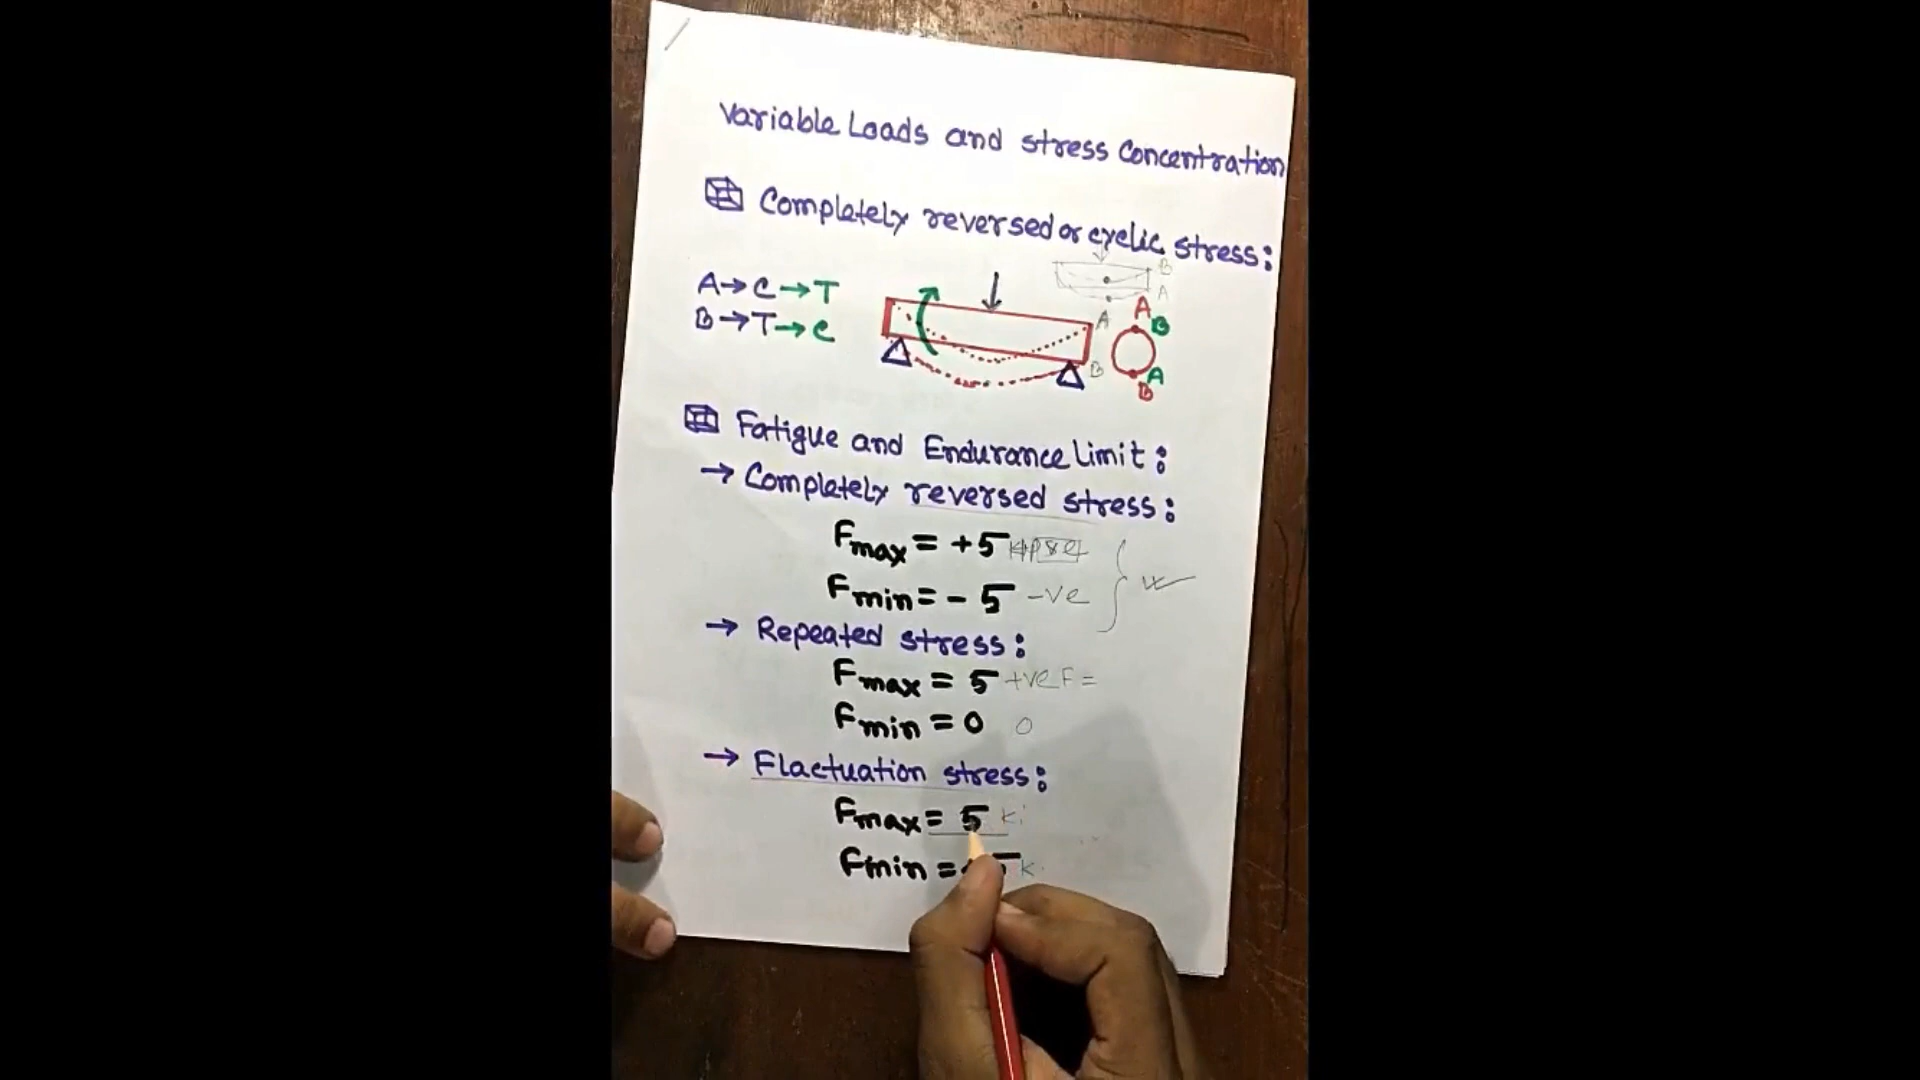 Variable Loads and stress Concentration
Completely reversed or cyclic stress:
A→C→T
B→T→C
B
A
A
B
A
B
A
B
Fatigue and Endurance Limit:
→ Completely reversed stress:
Fmax = +5
Fmin = - 5 -ve
→ Repeated stress:
Fmax = 5 +ve F =
Fmin = 0 0
→ Flactuation stress:
Fmax = 5 Ki
Fmin = K